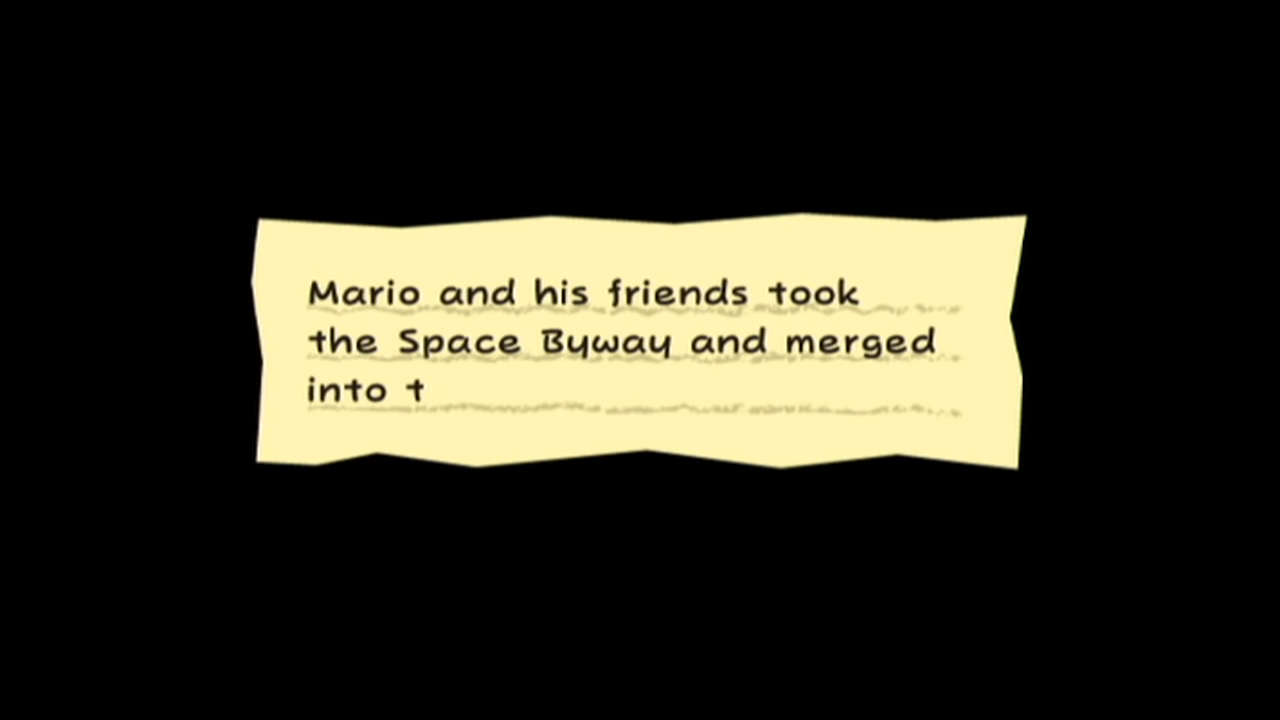 Mario and his friends took
the Space Byway and merged
into t